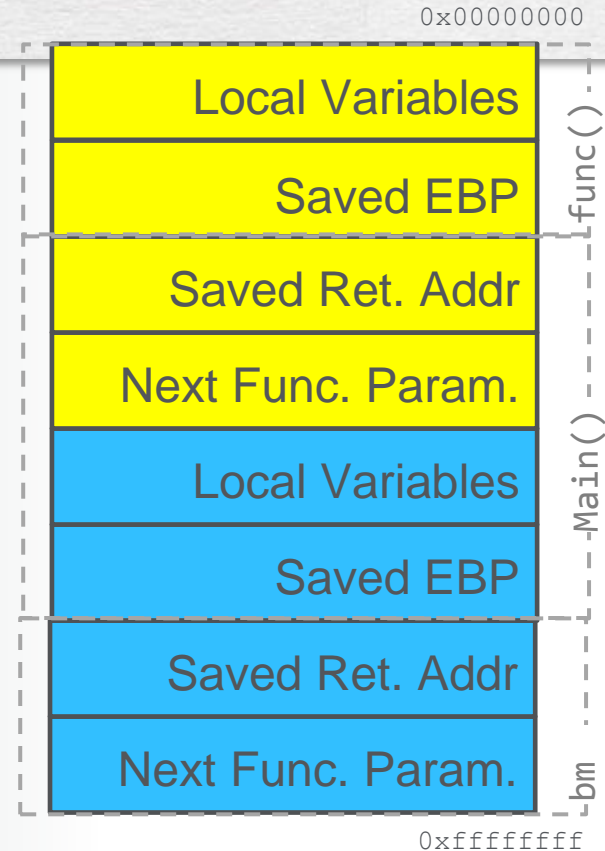 0x00000000
Local Variables
Saved EBP
func()
Saved Ret. Addr
Next Func. Param.
Local Variables
Saved EBP
Main()
Saved Ret. Addr
Next Func. Param.
bm
0xffffffff